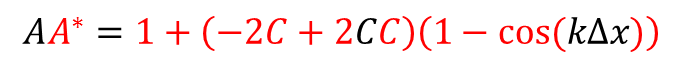 AA* = 1 + (−2C + 2CC)(1 − cos(kΔx))